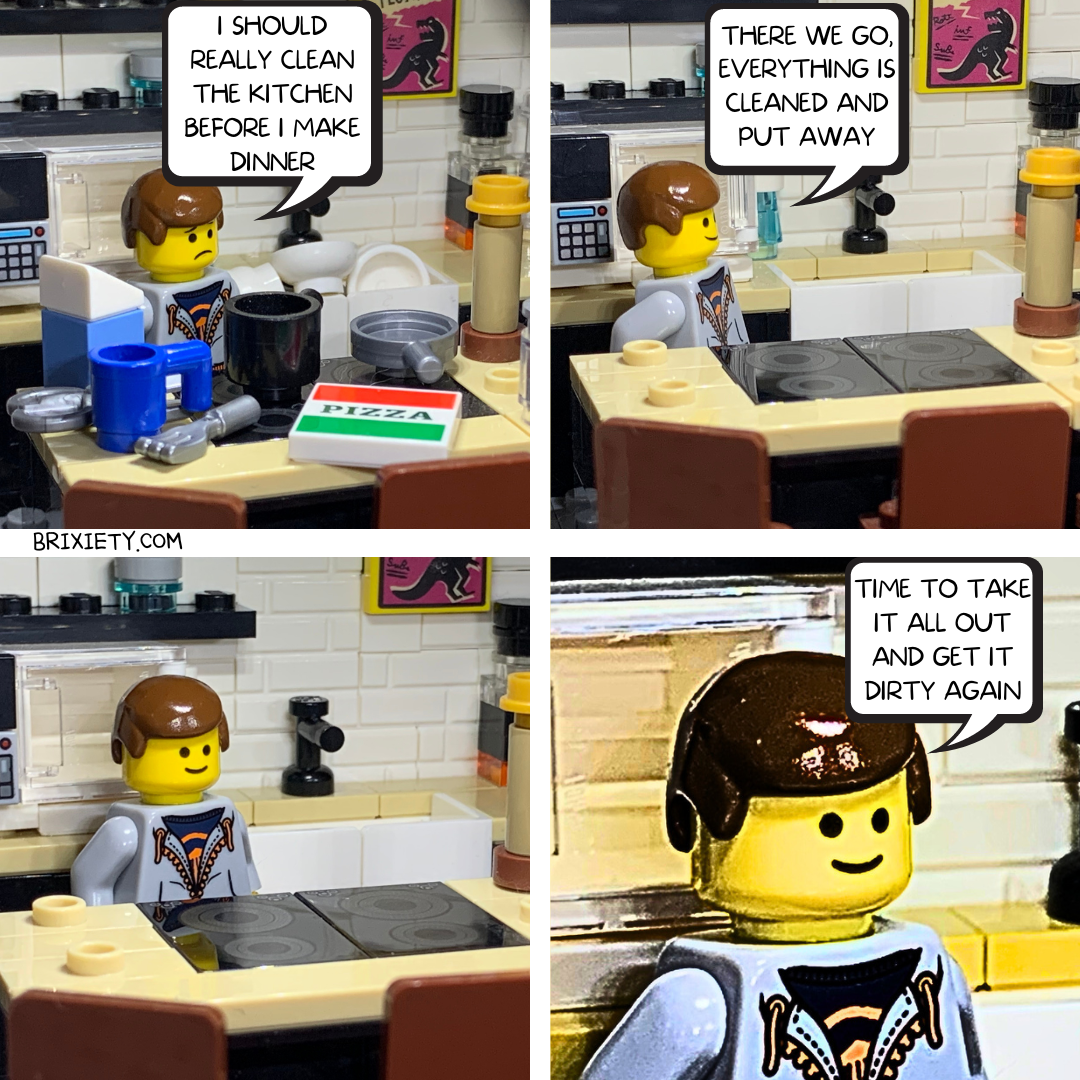 I SHOULD
REALLY CLEAN
THE KITCHEN
BEFORE I MAKE
DINNER
PIZZA
THERE WE GO,
EVERYTHING IS
CLEANED AND
PUT AWAY
BRIXIETY.COM
TIME TO TAKE
IT ALL OUT
AND GET IT
DIRTY AGAIN